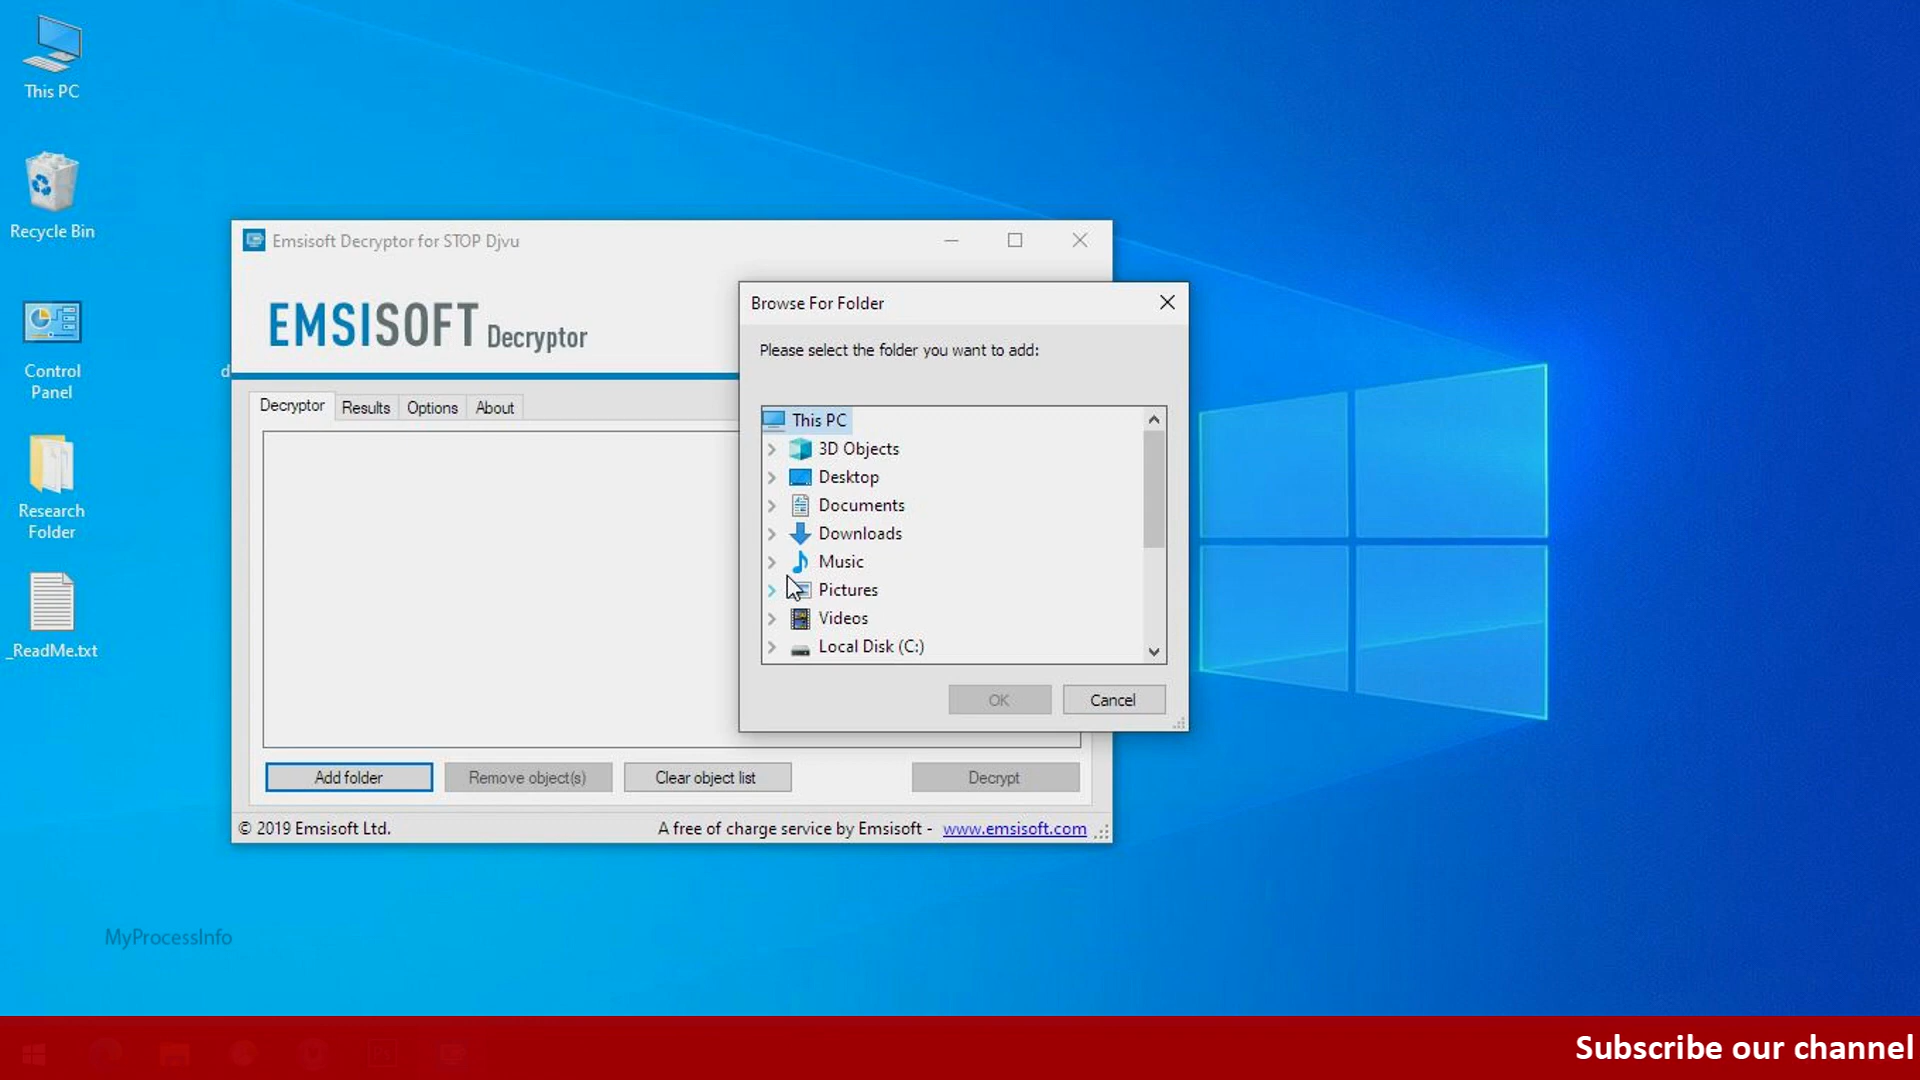 This PC
Recycle Bin
Control
Panel
Research
Folder
_ReadMe.txt
d
Emsisoft Decryptor for STOP Djvu
EMSISOFT Decryptor
Decryptor
Results
Options
About
Browse For Folder
Please select the folder you want to add:
This PC
3D Objects
Desktop
Documents
Downloads
Music
Pictures
Videos
Local Disk (C:)
OK
Cancel
Add folder
Remove object(s)
Clear object list
Decrypt
© 2019 Emsisoft Ltd.
A free of charge service by Emsisoft - www.emsisoft.com
MyProcessInfo
Subscribe our channel